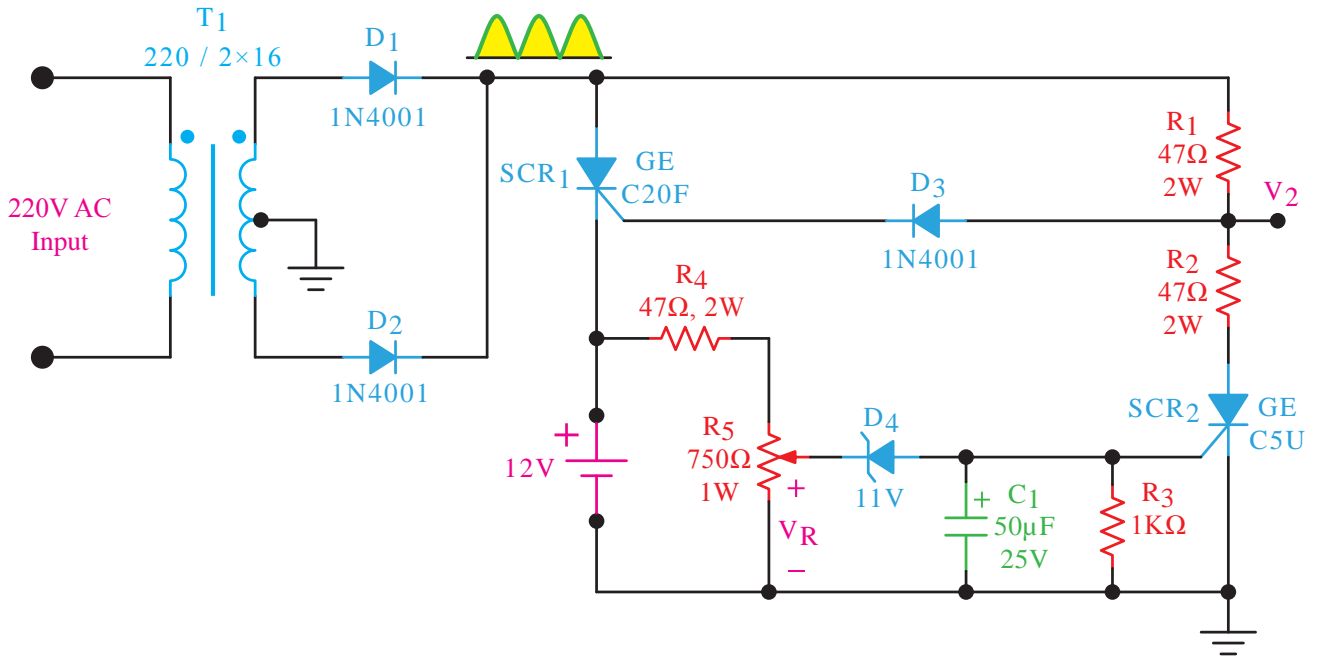 T1
220 / 2×16
D1
1N4001
220V AC
Input
D2
1N4001
SCR1
GE
C20F
D3
1N4001
R1
47Ω
2W
V2
R2
47Ω
2W
R4
47Ω, 2W
+
12V
R5
750Ω
1W
+
VR
–
D4
11V
+
C1
50µF
25V
R3
1KΩ
SCR2
GE
C5U